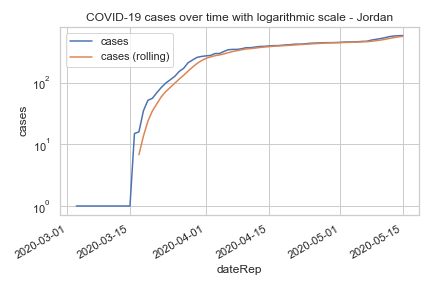 COVID-19 cases over time with logarithmic scale - Jordan
cases
cases (rolling)
10²
10¹
10⁰
cases
2020-03-01
2020-03-15
2020-04-01
2020-04-15
2020-05-01
2020-05-15
dateRep